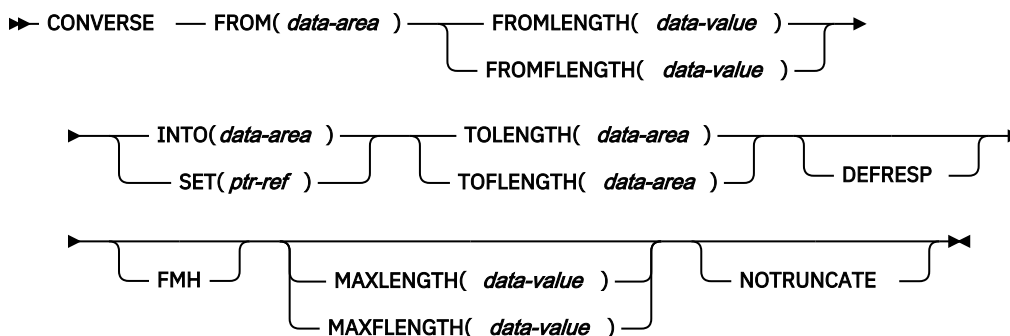 CONVERSE FROM( data-area ) FROMLENGTH( data-value )
FROMFLENGTH( data-value )
INTO( data-area ) TOLENGTH( data-area )
SET( ptr-ref ) TOFLENGTH( data-area ) DEFRESP
FMH MAXLENGTH( data-value ) NOTRUNCATE
MAXFLENGTH( data-value )